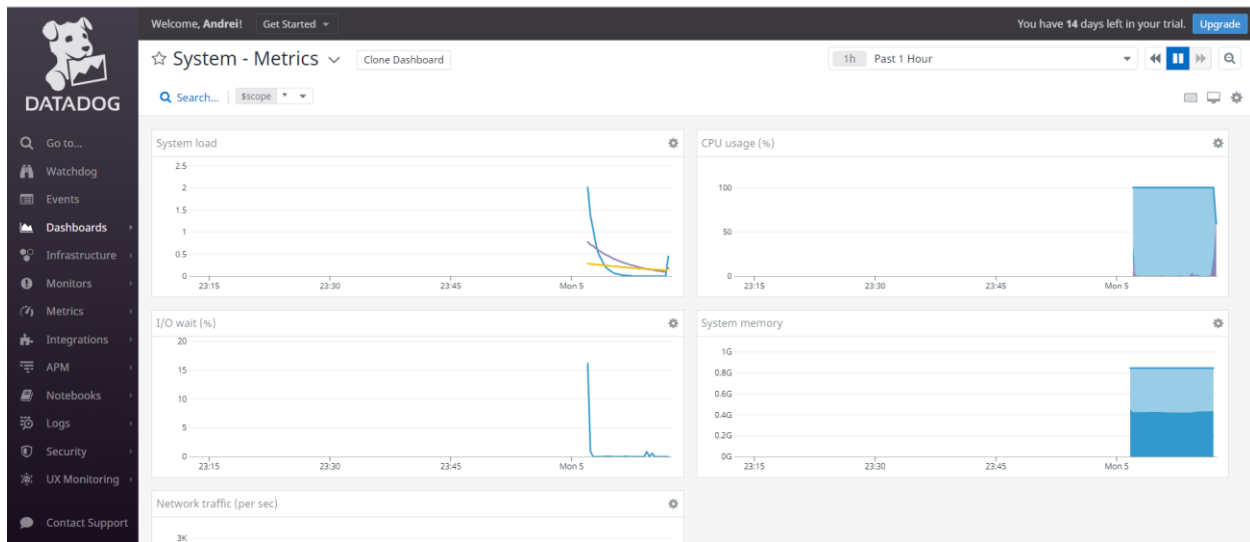 Welcome, Andrei! Get Started
You have 14 days left in your trial. Upgrade
DATADOG
Go to...
Watchdog
Events
Dashboards
Infrastructure
Monitors
Metrics
Integrations
APM
Notebooks
Logs
Security
UX Monitoring
Contact Support
System - Metrics Clone Dashboard
1h Past 1 Hour
Search... $scope *
System load
2.5
2
1.5
1
0.5
0
23:15 23:30 23:45 Mon 5
CPU usage (%)
100
50
0
23:15 23:30 23:45 Mon 5
I/O wait (%)
20
15
10
5
0
23:15 23:30 23:45 Mon 5
System memory
1G
0.8G
0.6G
0.4G
0.2G
0G
23:15 23:30 23:45 Mon 5
Network traffic (per sec)
3K